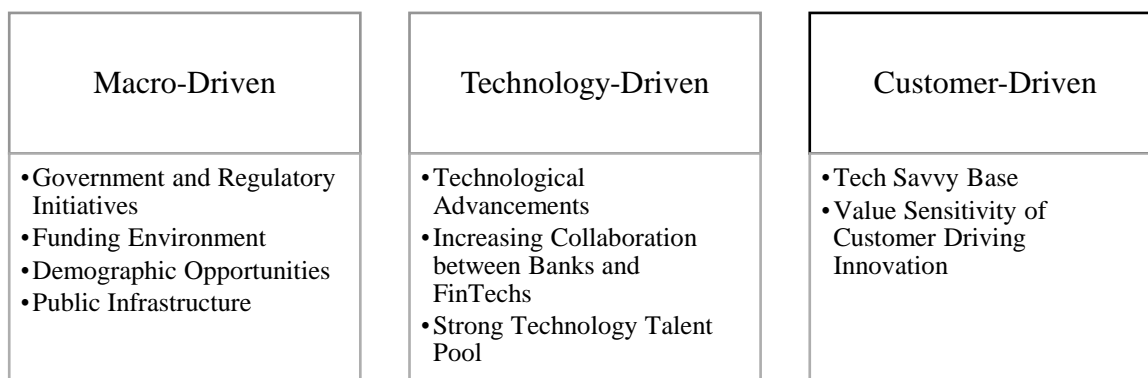 Macro-Driven
•Government and Regulatory
Initiatives
•Funding Environment
•Demographic Opportunities
•Public Infrastructure
Technology-Driven
•Technological
Advancements
•Increasing Collaboration
between Banks and
FinTechs
•Strong Technology Talent
Pool
Customer-Driven
•Tech Savvy Base
•Value Sensitivity of
Customer Driving
Innovation